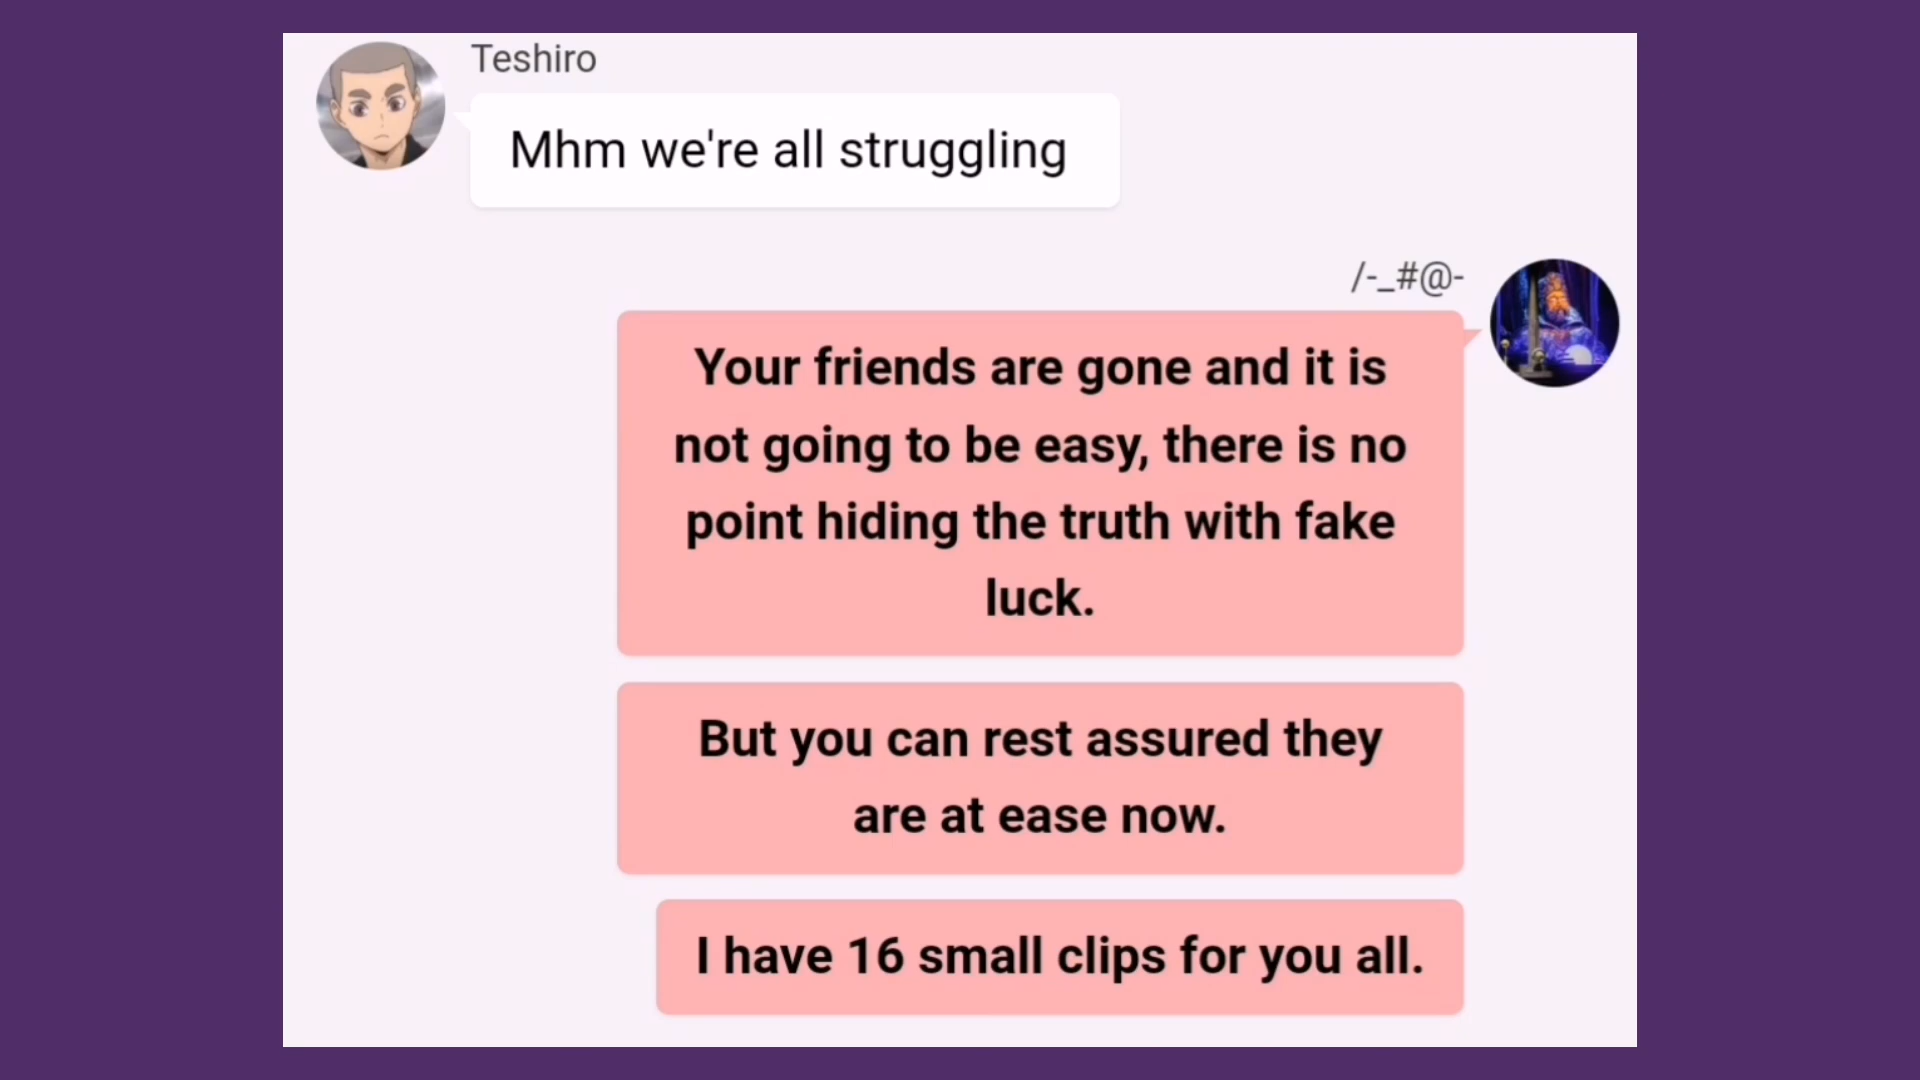 Teshiro
Mhm we're all struggling
/-_#@-
Your friends are gone and it is
not going to be easy, there is no
point hiding the truth with fake
luck.
But you can rest assured they
are at ease now.
I have 16 small clips for you all.